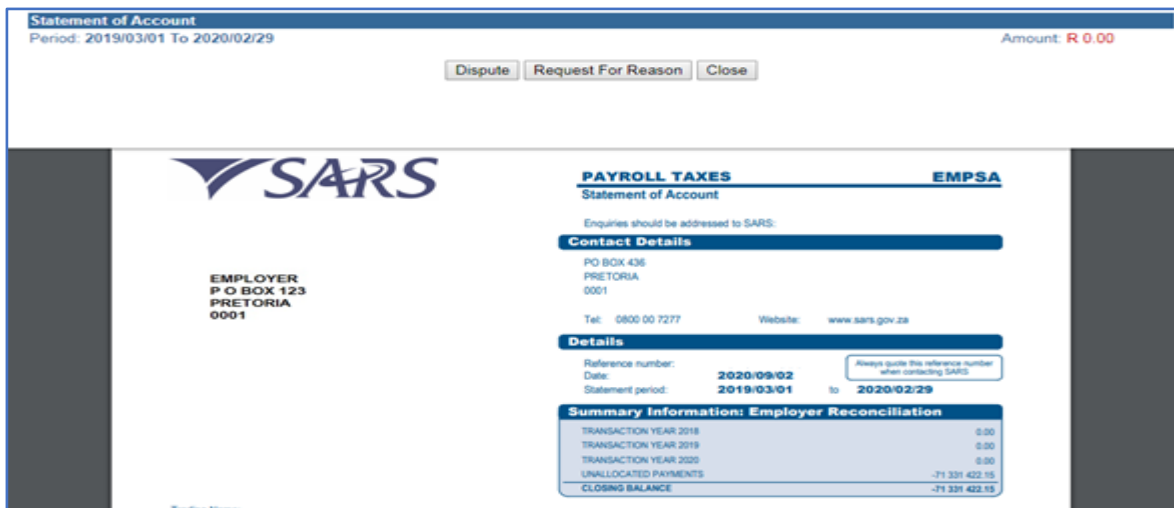 Statement of Account
Period: 2019/03/01 To 2020/02/29 Amount: R 0.00
Dispute Request For Reason Close
SARS
PAYROLL TAXES EMPSA
Statement of Account
Enquiries should be addressed to SARS:
Contact Details
PO BOX 436
PRETORIA
0001
Tel: 0800 00 7277 Website: www.sars.gov.za
EMPLOYER
P O BOX 123
PRETORIA
0001
Details
Reference number:
Always quote this reference number
when contacting SARS
Date: 2020/09/02
Statement period: 2019/03/01 to 2020/02/29
Summary Information: Employer Reconciliation
TRANSACTION YEAR 2018 0.00
TRANSACTION YEAR 2019 0.00
TRANSACTION YEAR 2020 0.00
UNALLOCATED PAYMENTS -71 331 422.15
CLOSING BALANCE -71 331 422.15